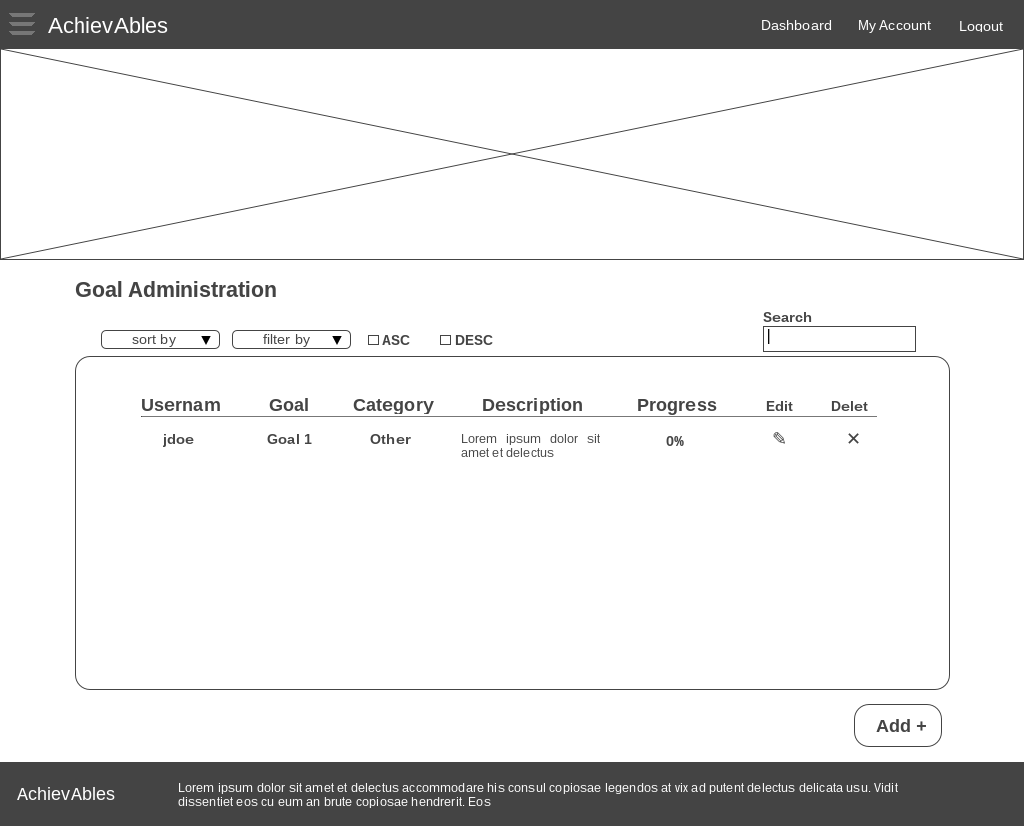 AchievAbles
Dashboard My Account Logout
Goal Administration
Search
sort by ▼ filter by ▼ ASC DESC
Usernam Goal Category Description Progress Edit Delet
jdoe Goal 1 Other Lorem ipsum dolor sit 0% ✎ ✕
amet et delectus
Add +
AchievAbles
Lorem ipsum dolor sit amet et delectus accommodare his consul copiosae legendos at vix ad putent delectus delicata usu. Vidit
dissentiet eos cu eum an brute copiosae hendrerit. Eos